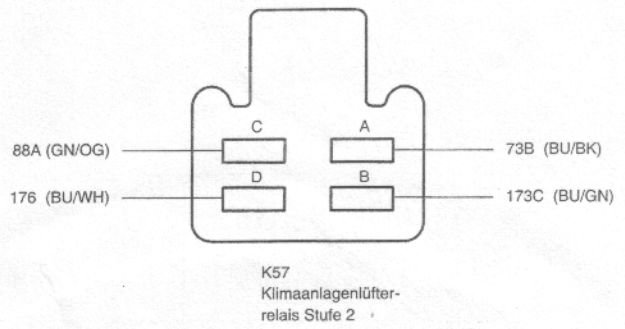 C A
88A (GN/OG) 73B (BU/BK)
D B
176 (BU/WH) 173C (BU/GN)
K57
Klimaanlagenlüfter-
relais Stufe 2